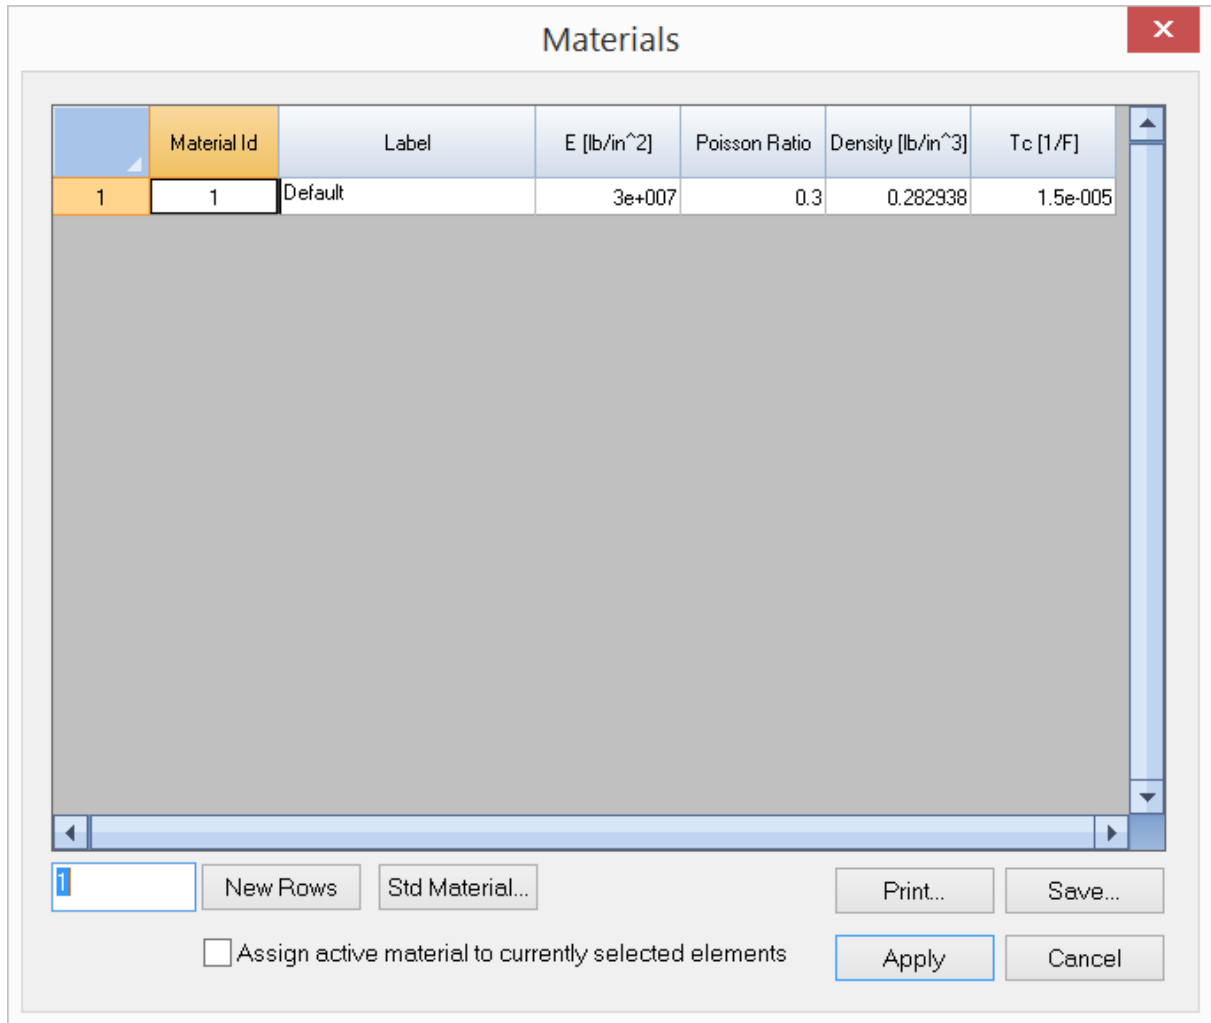 Materials
Material Id Label E [lb/in^2] Poisson Ratio Density [lb/in^3] Tc [1/F]
1 1 Default 3e+007 0.3 0.282938 1.5e-005
1 New Rows Std Material... Print... Save...
Assign active material to currently selected elements Apply Cancel